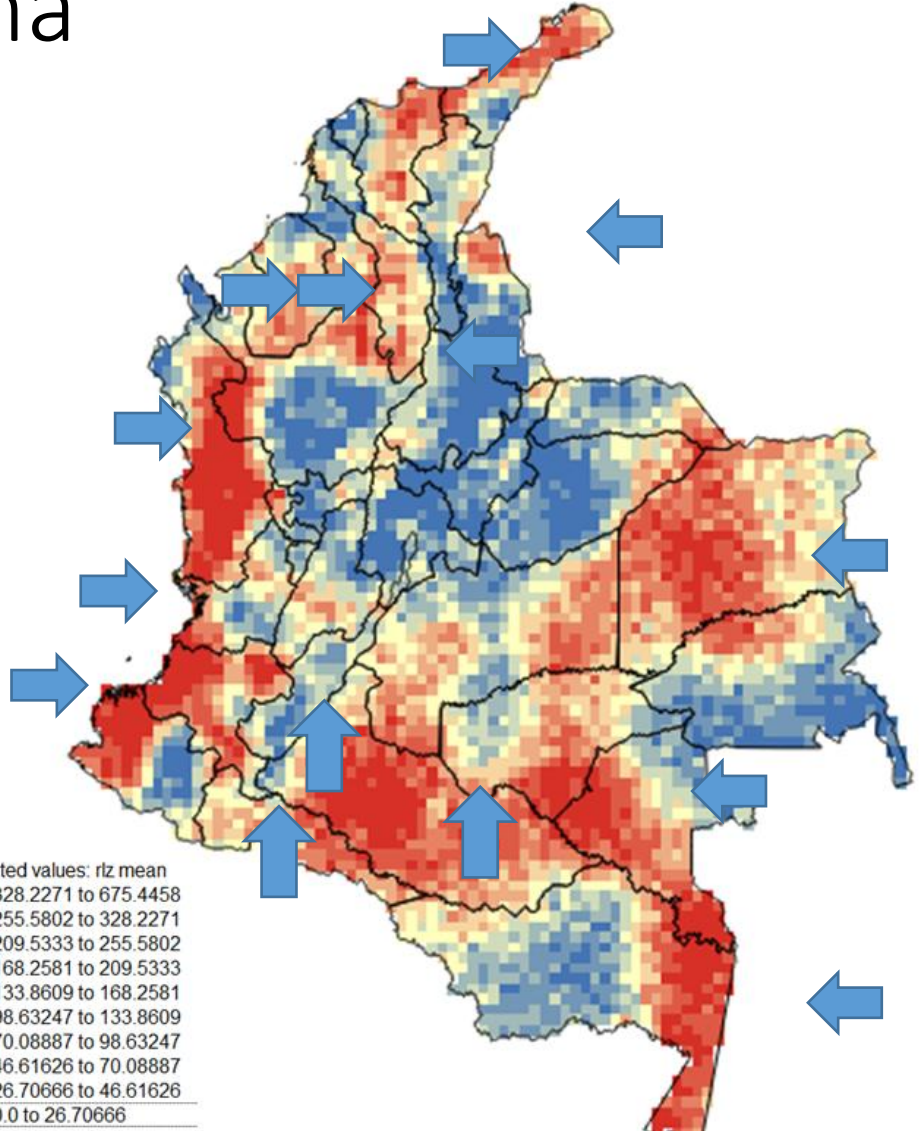 na
ted values: rlz mean
328.2271 to 675.4458
255.5802 to 328.2271
209.5333 to 255.5802
68.2581 to 209.5333
33.8609 to 168.2581
98.63247 to 133.8609
70.08887 to 98.63247
46.61626 to 70.08887
26.70666 to 46.61626
0.0 to 26.70666